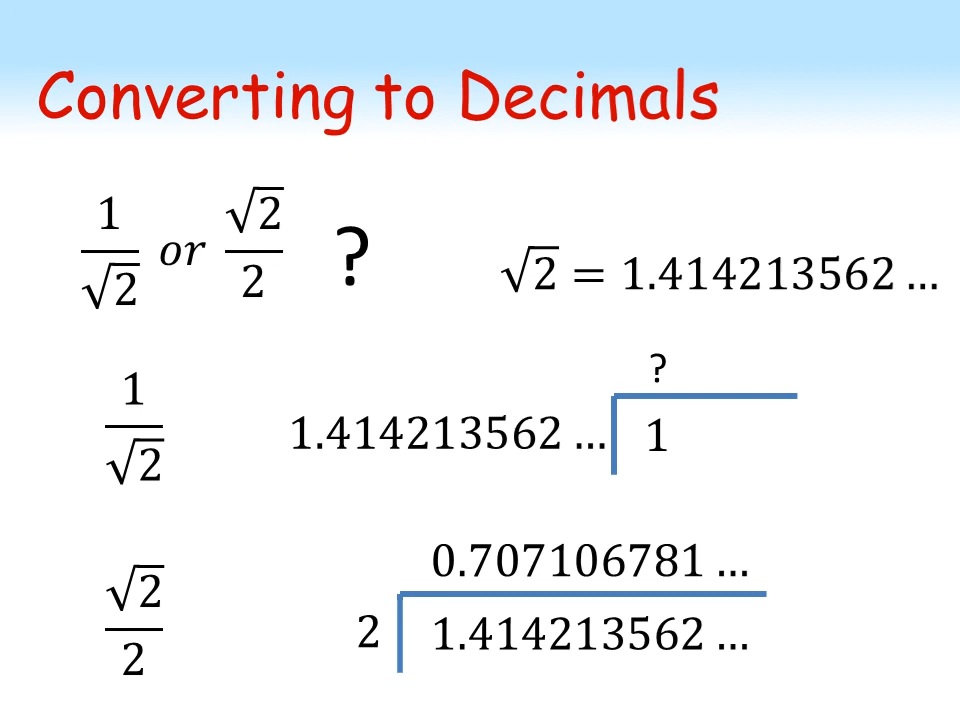 Converting to Decimals
1/√2 or √2/2 ?
√2 = 1.414213562 ...
1/√2
?
1.414213562 ... 1
√2/2
0.707106781 ...
2 1.414213562 ...